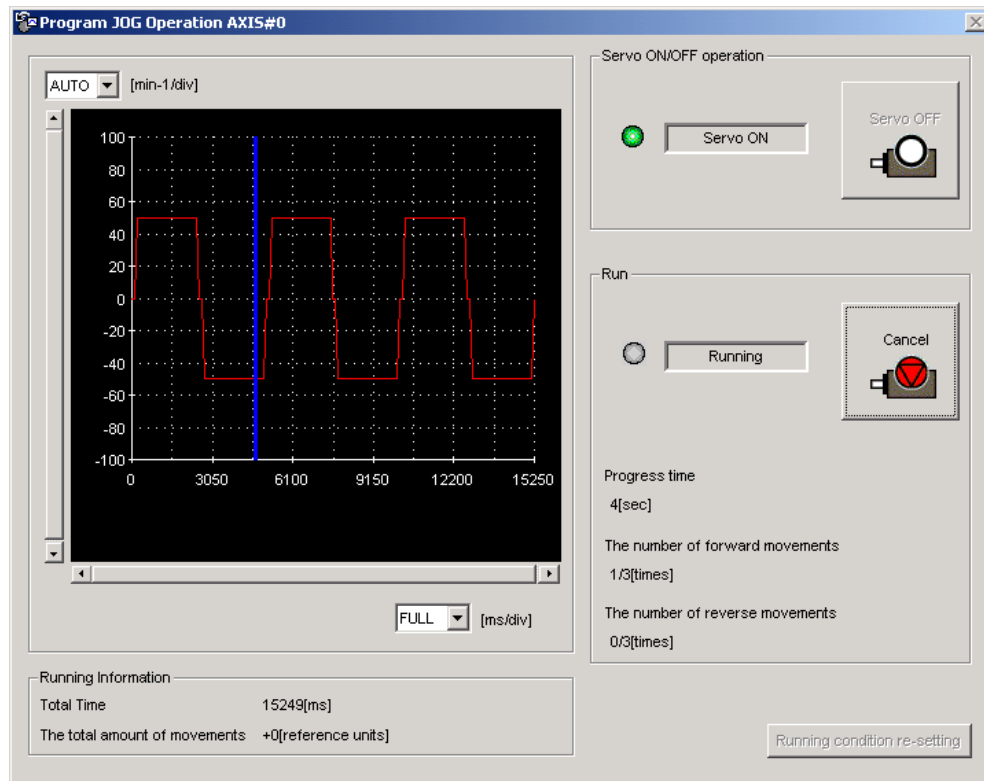 Program JOG Operation AXIS#0
AUTO [min-1/div]
100
80
60
40
20
0
-20
-40
-60
-80
-100
0 3050 6100 9150 12200 15250
FULL [ms/div]
Running Information
Total Time 15249[ms]
The total amount of movements +0[reference units]
Servo ON/OFF operation
Servo ON
Servo OFF
Run
Running
Cancel
Progress time
4[sec]
The number of forward movements
1/3[times]
The number of reverse movements
0/3[times]
Running condition re-setting